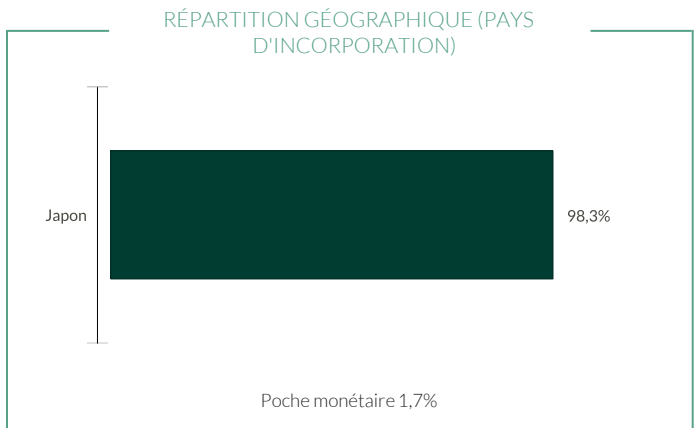 RÉPARTITION GÉOGRAPHIQUE (PAYS
D'INCORPORATION)
Japon
98,3%
Poche monétaire 1,7%